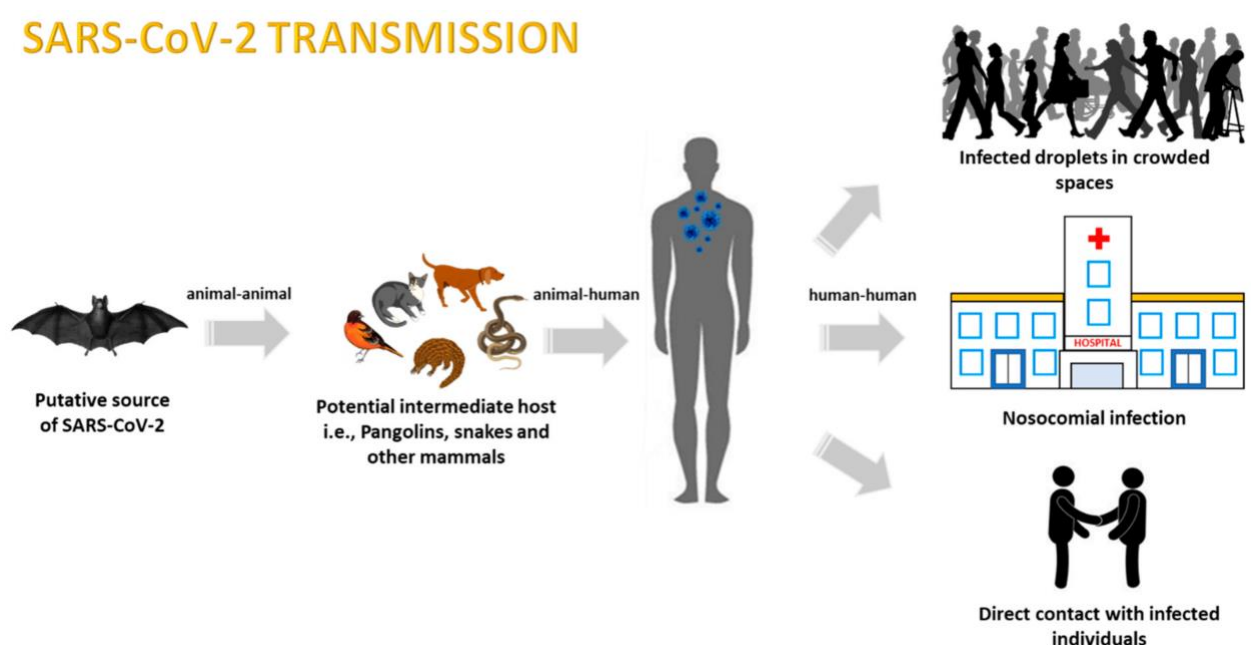 SARS-CoV-2 TRANSMISSION
animal-animal
Putative source
of SARS-CoV-2
animal-human
Potential intermediate host
i.e., Pangolins, snakes and
other mammals
human-human
Infected droplets in crowded
spaces
HOSPITAL
Nosocomial infection
Direct contact with infected
individuals